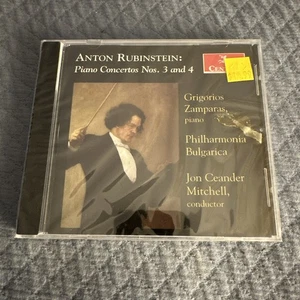 ANTON RUBINSTEIN:
Piano Concertos Nos. 3 and 4
Grigorios
Zamparas,
piano
Philharmonia
Bulgarica
Jon Ceander
Mitchell,
conductor